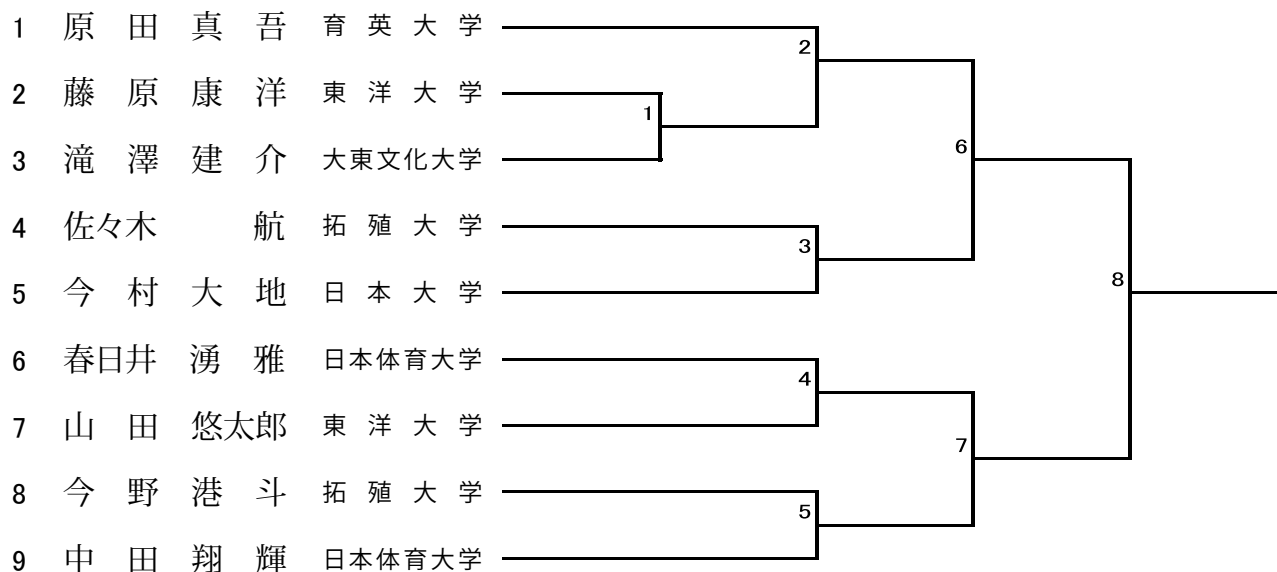 1 原田真吾 育英大学
2
2 藤原康洋 東洋大学
1
3 滝澤建介 大東文化大学
6
4 佐々木航 拓殖大学
3
5 今村大地 日本大学
8
6 春日井湧雅 日本体育大学
4
7 山田悠太郎 東洋大学
7
8 今野港斗 拓殖大学
5
9 中田翔輝 日本体育大学